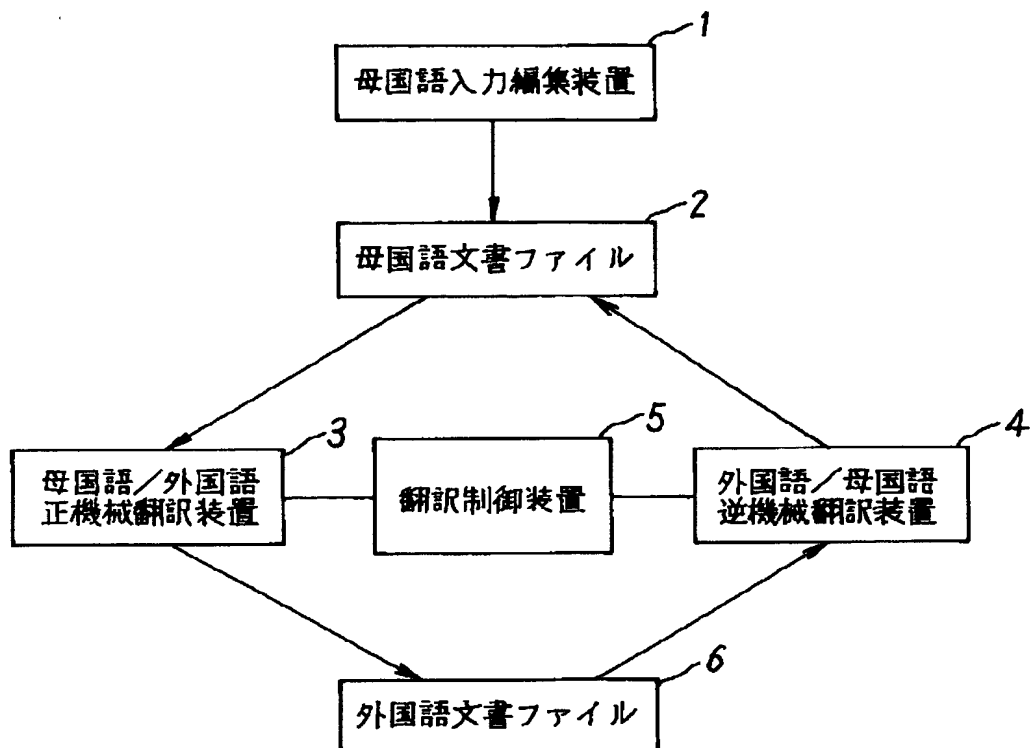 1
母国語入力編集装置
2
母国語文書ファイル
3
母国語/外国語
正機械翻訳装置
5
翻訳制御装置
4
外国語/母国語
逆機械翻訳装置
6
外国語文書ファイル